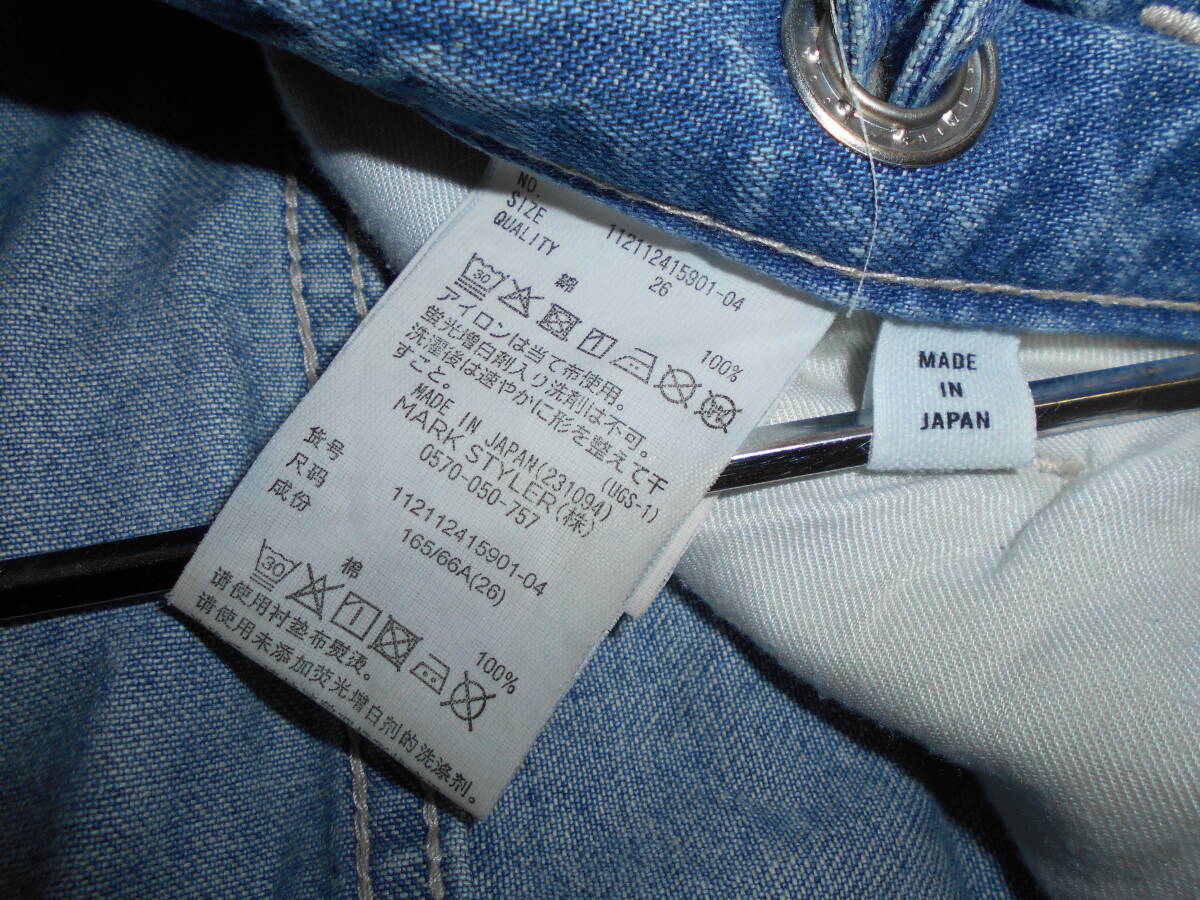 NO. 112112415901-04
SIZE 26
QUALITY
綿 100%
30
アイロンは当て布使用。
蛍光増白剤入り洗剤は不可。
洗濯後は速やかに形を整えて干
すこと。
(UGS-1)
MADE IN JAPAN(231094)
MARK STYLER(株)
0570-050-757
货号 112112415901-04
尺码 165/66A(26)
成份
棉 100%
30
请使用衬垫布熨烫。
请使用未添加荧光增白剂的洗涤剂。
MADE
IN
JAPAN